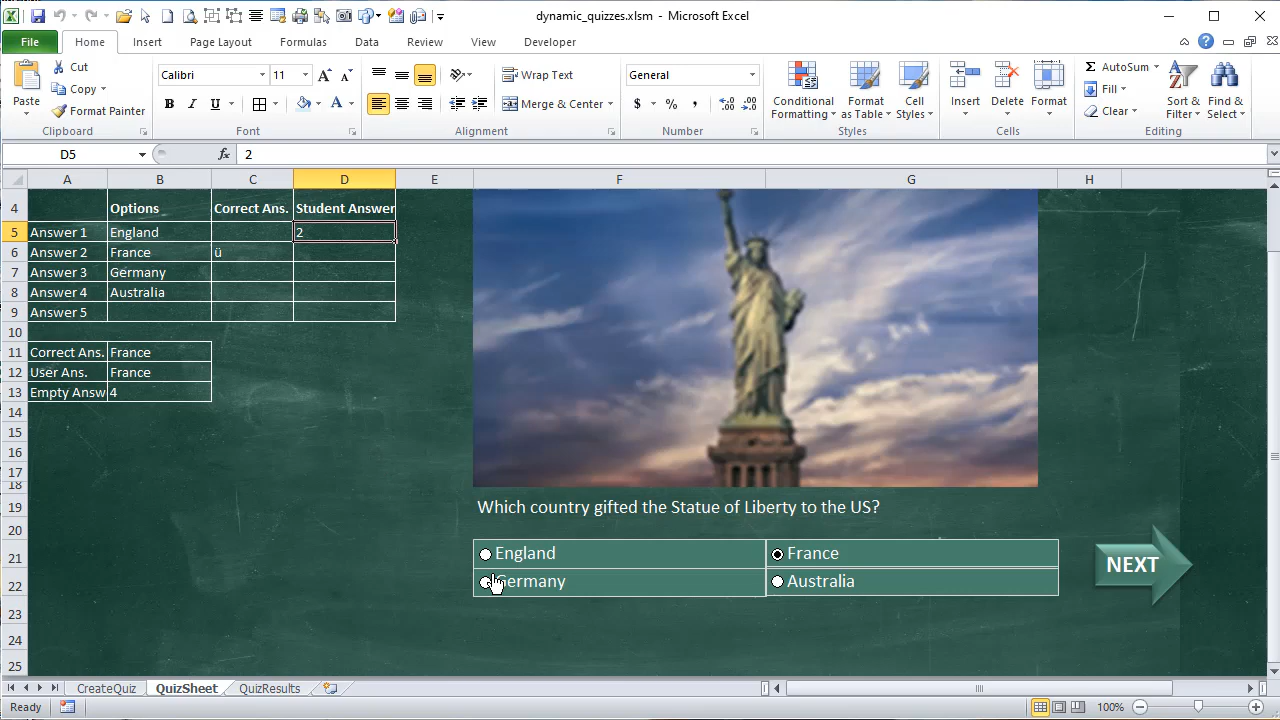 dynamic_quizzes.xlsm - Microsoft Excel
File Home Insert Page Layout Formulas Data Review View Developer
Paste
Cut
Copy
Format Painter
Clipboard
Calibri 11
B I U
Font
Wrap Text
Merge & Center
Alignment
General
$ % ,
Number
Conditional Formatting
Format as Table
Cell Styles
Styles
Insert
Delete
Format
Cells
Σ AutoSum
Fill
Clear
Sort & Filter
Find & Select
Editing
D5 fx 2
A B C D E F G H
4 Options Correct Ans. Student Answer
5 Answer 1 England 2
6 Answer 2 France ü
7 Answer 3 Germany
8 Answer 4 Australia
9 Answer 5
10
11 Correct Ans. France
12 User Ans. France
13 Empty Answ 4
14
15
16
17
18
19 Which country gifted the Statue of Liberty to the US?
20
21 England France
22 Germany Australia
NEXT
23
24
25
CreateQuiz QuizSheet QuizResults
Ready 100%